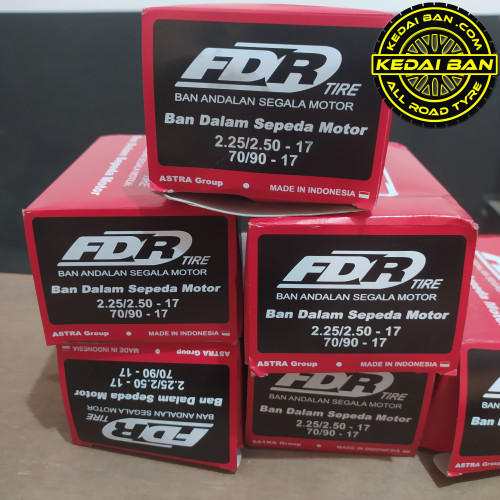 KEDAI BAN .COM
KEDAI BAN
ALL ROAD TYRE
FDR TIRE
BAN ANDALAN SEGALA MOTOR
Ban Dalam Sepeda Motor
2.25/2.50 - 17
70/90 - 17
ASTRA Group • MADE IN INDONESIA
Ban Dalam Sepeda Motor
FDR TIRE
BAN ANDALAN SEGALA MOTOR
Ban Dalam Sepeda Motor
2.25/2.50 - 17
70/90 - 17
ASTRA Group • MADE IN INDONESIA
FDR TIRE
BAN ANDALAN SEGALA MOTOR
Ban Dalam Sepeda Motor
2.25/2.50 - 17
70/90 - 17
ASTRA Group • MADE IN INDONESIA
FDR TIRE
BAN ANDALAN SEGALA MOTOR
Ban Dalam Sepeda Motor
2.25/2.50 - 17
70/90 - 17
ASTRA Group • MADE IN INDONESIA
FDR TIRE
BAN ANDALAN SEGALA MOTOR
Ban Dalam Sepeda Motor
2.25/2.50 - 17
70/90 - 17
ASTRA Group • MADE IN INDONESIA